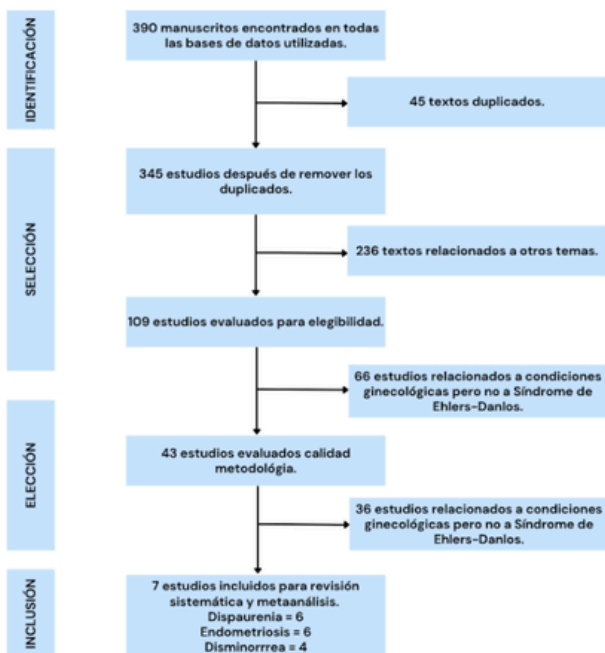 IDENTIFICACIÓN
390 manuscritos encontrados en todas
las bases de datos utilizadas.
45 textos duplicados.
SELECCIÓN
345 estudios después de remover los
duplicados.
236 textos relacionados a otros temas.
109 estudios evaluados para elegibilidad.
66 estudios relacionados a condiciones
ginecológicas pero no a Síndrome de
Ehlers-Danlos.
ELECCIÓN
43 estudios evaluados calidad
metodológia.
36 estudios relacionados a condiciones
ginecológicas pero no a Síndrome de
Ehlers-Danlos.
INCLUSIÓN
7 estudios incluidos para revisión
sistemática y metaanálisis.
Dispaurenia = 6
Endometriosis = 6
Disminorrrea = 4